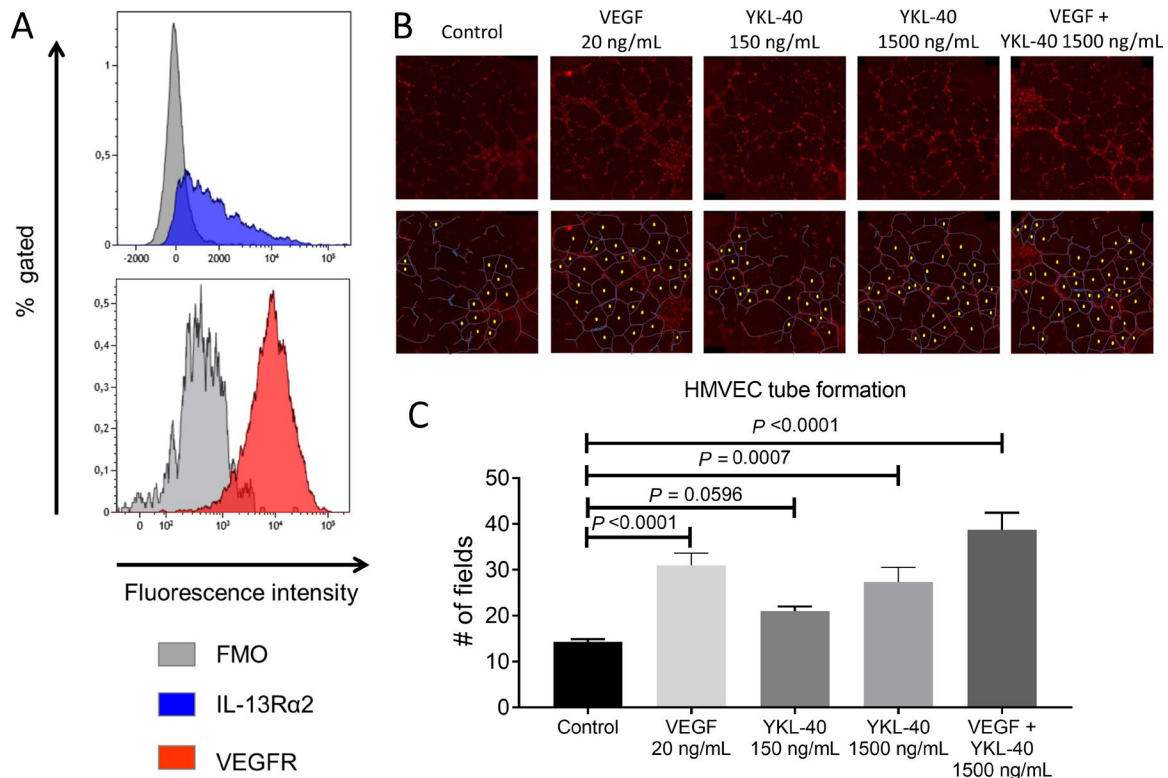 A
% gated
1
0,5
0
-2000
0
2000
10⁴
10⁵
0,5
0,4
0,3
0,2
0,1
0
0
10²
10³
10⁴
10⁵
Fluorescence intensity
FMO
IL-13Rα2
VEGFR
B
Control
VEGF
20 ng/mL
YKL-40
150 ng/mL
YKL-40
1500 ng/mL
VEGF +
YKL-40 1500 ng/mL
C
HMVEC tube formation
P <0.0001
P = 0.0007
P = 0.0596
P <0.0001
# of fields
50
40
30
20
10
0
Control
VEGF
20 ng/mL
YKL-40
150 ng/mL
YKL-40
1500 ng/mL
VEGF +
YKL-40
1500 ng/mL